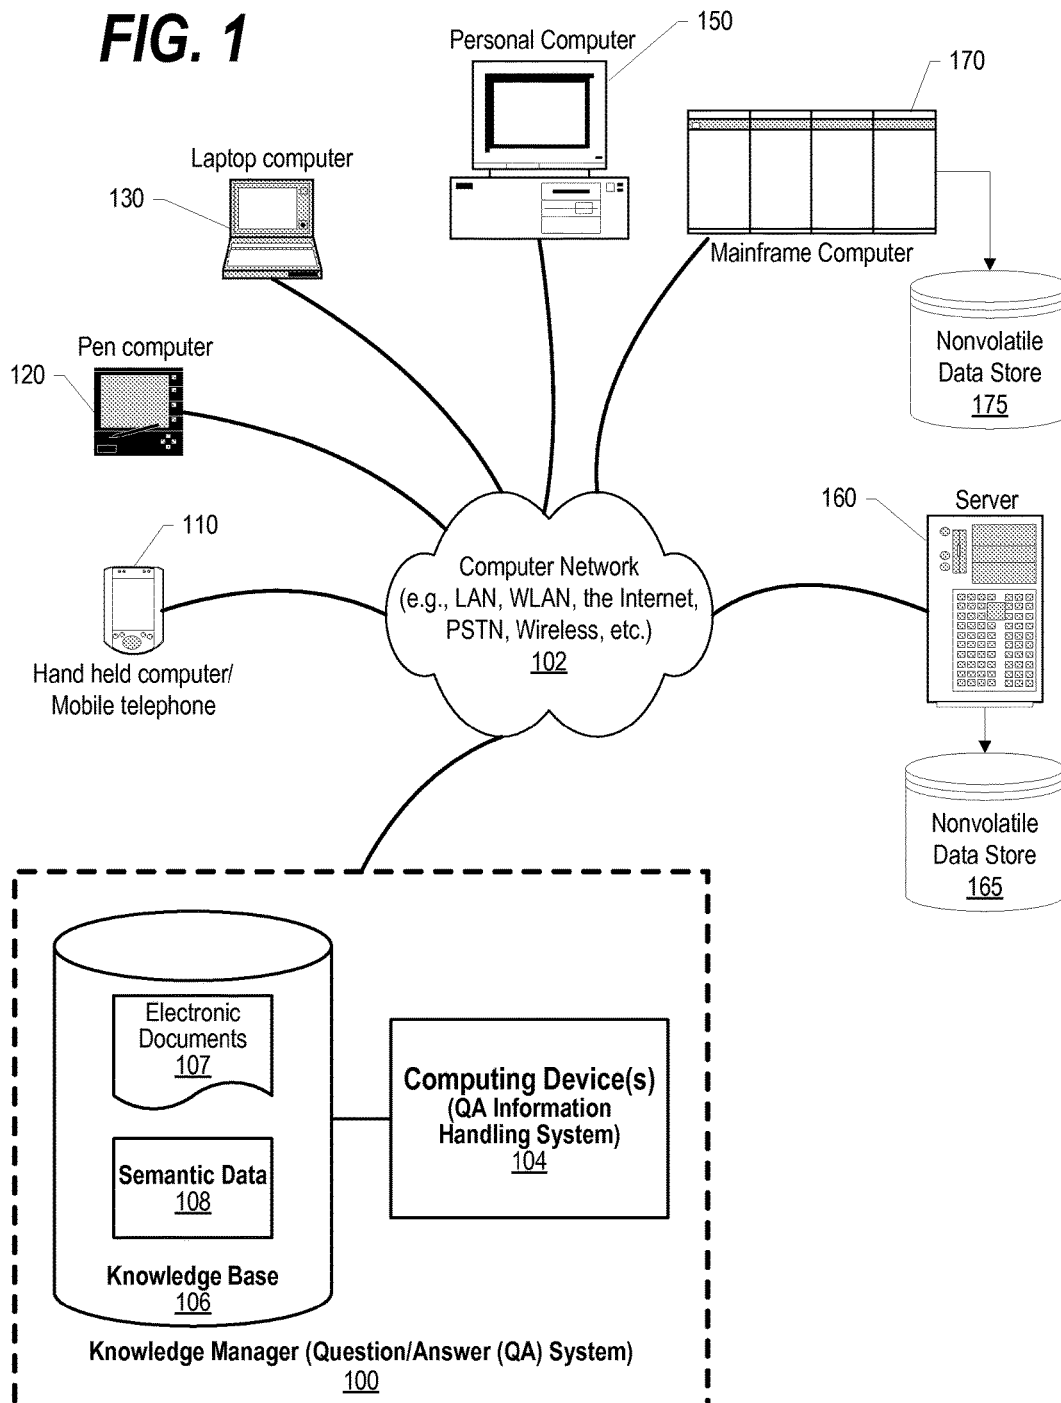 FIG. 1
Personal Computer
150
170
Laptop computer
130
Mainframe Computer
Nonvolatile
Data Store
175
Pen computer
120
160
Server
110
Computer Network
(e.g., LAN, WLAN, the Internet,
PSTN, Wireless, etc.)
102
Hand held computer/
Mobile telephone
Nonvolatile
Data Store
165
Electronic
Documents
107
Semantic Data
108
Knowledge Base
106
Computing Device(s)
(QA Information
Handling System)
104
Knowledge Manager (Question/Answer (QA) System)
100